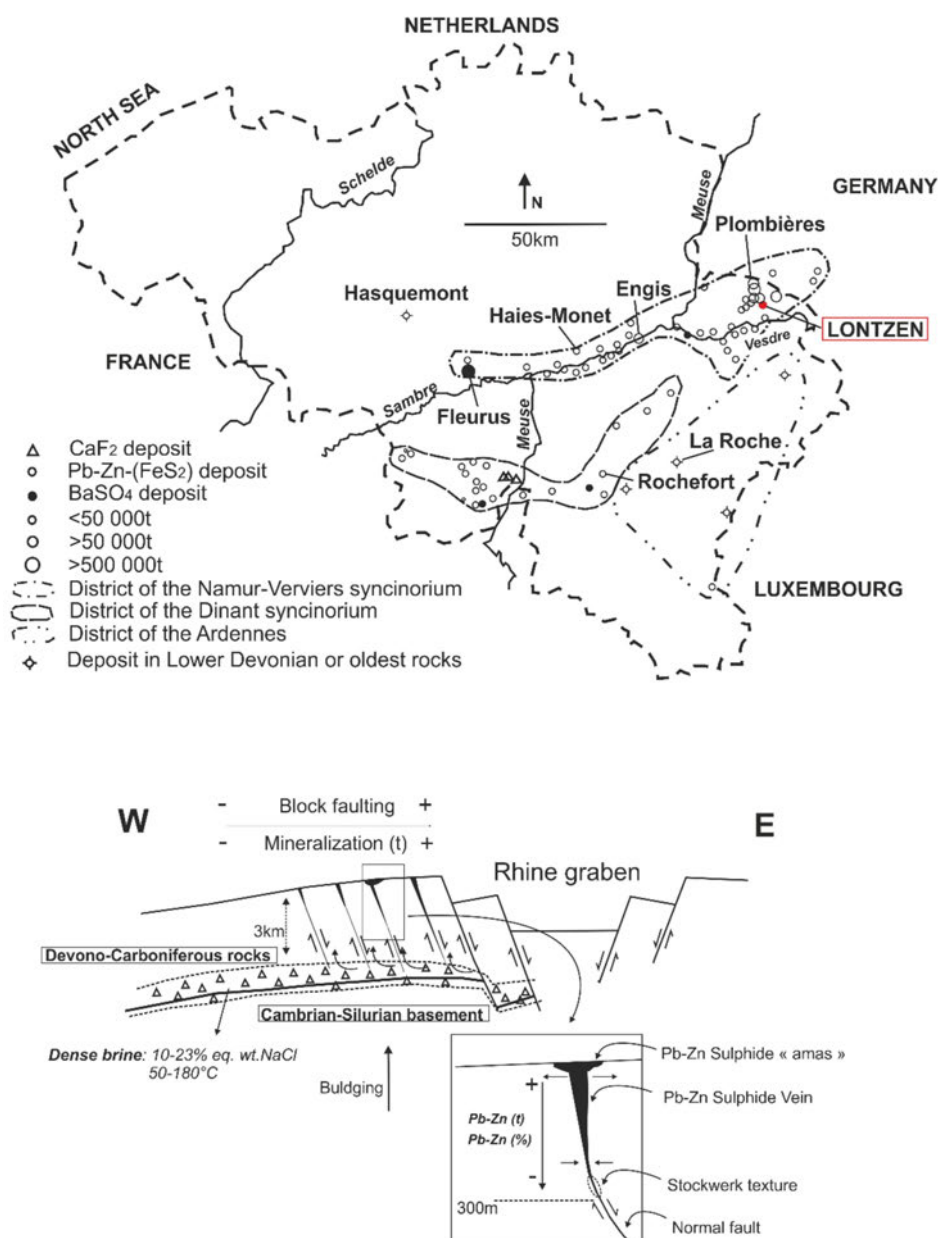 NETHERLANDS
NORTH SEA
Schelde
Meuse
GERMANY
N
50km
Plombières
Hasquemont
Engis
Haies-Monet
LONTZEN
Vesdre
FRANCE
Sambre
Fleurus
Meuse
La Roche
Rochefort
LUXEMBOURG
CaF2 deposit
Pb-Zn-(FeS2) deposit
BaSO4 deposit
<50 000t
>50 000t
>500 000t
District of the Namur-Verviers syncinorium
District of the Dinant syncinorium
District of the Ardennes
Deposit in Lower Devonian or oldest rocks
W
- Block faulting +
- Mineralization (t) +
E
Rhine graben
3km
Devono-Carboniferous rocks
Cambrian-Silurian basement
Dense brine: 10-23% eq. wt.NaCl
50-180°C
Buldging
Pb-Zn Sulphide « amas »
+
Pb-Zn Sulphide Vein
Pb-Zn (t)
Pb-Zn (%)
-
Stockwerk texture
300m
Normal fault